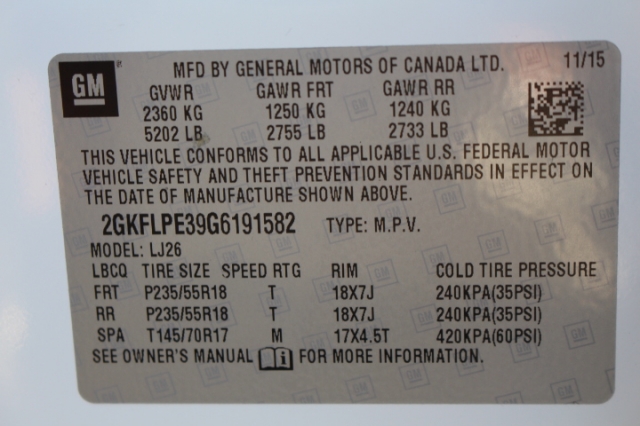 GM MFD BY GENERAL MOTORS OF CANADA LTD. 11/15
GVWR GAWR FRT GAWR RR
2360 KG 1250 KG 1240 KG
5202 LB 2755 LB 2733 LB
THIS VEHICLE CONFORMS TO ALL APPLICABLE U.S. FEDERAL MOTOR
VEHICLE SAFETY AND THEFT PREVENTION STANDARDS IN EFFECT ON
THE DATE OF MANUFACTURE SHOWN ABOVE.
2GKFLPE39G6191582 TYPE: M.P.V.
MODEL: LJ26
LBCQ TIRE SIZE SPEED RTG RIM COLD TIRE PRESSURE
FRT P235/55R18 T 18X7J 240KPA(35PSI)
RR P235/55R18 T 18X7J 240KPA(35PSI)
SPA T145/70R17 M 17X4.5T 420KPA(60PSI)
SEE OWNER'S MANUAL FOR MORE INFORMATION.